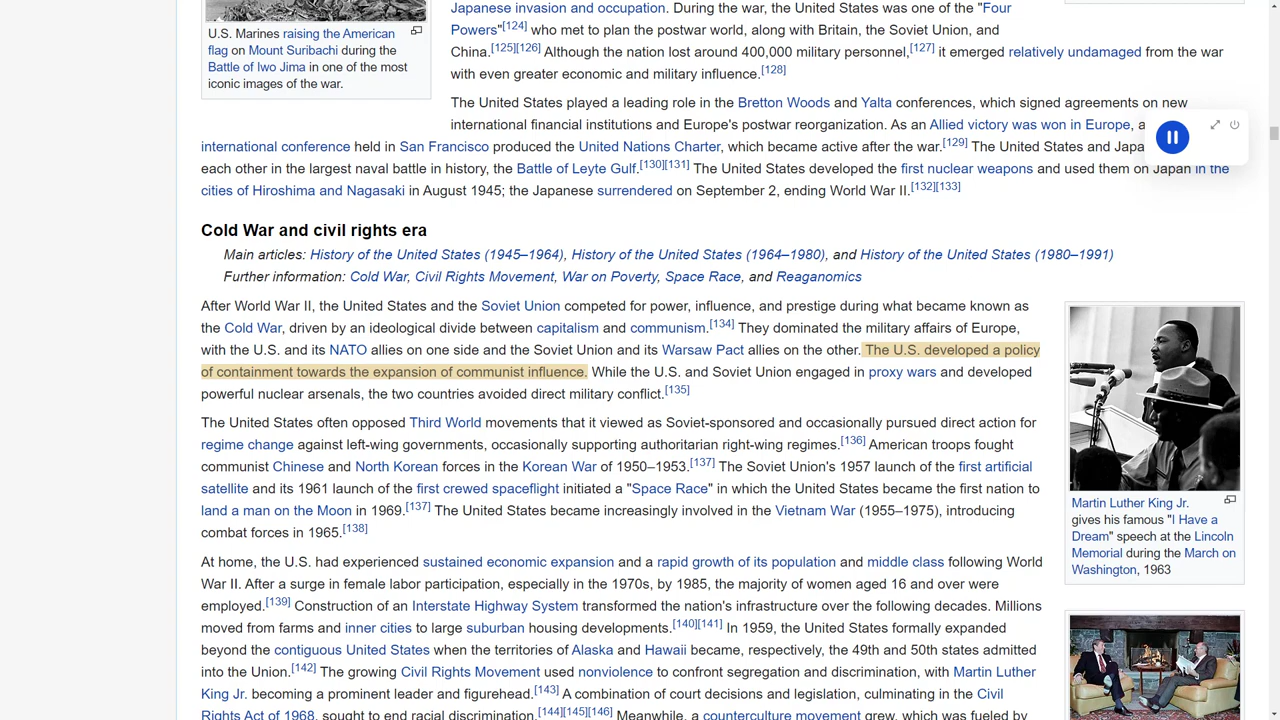 Japanese invasion and occupation. During the war, the United States was one of the "Four
Powers"[124] who met to plan the postwar world, along with Britain, the Soviet Union, and
China.[125][126] Although the nation lost around 400,000 military personnel,[127] it emerged relatively undamaged from the war
with even greater economic and military influence.[128]
U.S. Marines raising the American
flag on Mount Suribachi during the
Battle of Iwo Jima in one of the most
iconic images of the war.
The United States played a leading role in the Bretton Woods and Yalta conferences, which signed agreements on new
international financial institutions and Europe's postwar reorganization. As an Allied victory was won in Europe, a
international conference held in San Francisco produced the United Nations Charter, which became active after the war.[129] The United States and Japa
each other in the largest naval battle in history, the Battle of Leyte Gulf.[130][131] The United States developed the first nuclear weapons and used them on Japan in the
cities of Hiroshima and Nagasaki in August 1945; the Japanese surrendered on September 2, ending World War II.[132][133]
Cold War and civil rights era
Main articles: History of the United States (1945–1964), History of the United States (1964–1980), and History of the United States (1980–1991)
Further information: Cold War, Civil Rights Movement, War on Poverty, Space Race, and Reaganomics
After World War II, the United States and the Soviet Union competed for power, influence, and prestige during what became known as
the Cold War, driven by an ideological divide between capitalism and communism.[134] They dominated the military affairs of Europe,
with the U.S. and its NATO allies on one side and the Soviet Union and its Warsaw Pact allies on the other. The U.S. developed a policy
of containment towards the expansion of communist influence. While the U.S. and Soviet Union engaged in proxy wars and developed
powerful nuclear arsenals, the two countries avoided direct military conflict.[135]
The United States often opposed Third World movements that it viewed as Soviet-sponsored and occasionally pursued direct action for
regime change against left-wing governments, occasionally supporting authoritarian right-wing regimes.[136] American troops fought
communist Chinese and North Korean forces in the Korean War of 1950–1953.[137] The Soviet Union's 1957 launch of the first artificial
satellite and its 1961 launch of the first crewed spaceflight initiated a "Space Race" in which the United States became the first nation to
land a man on the Moon in 1969.[137] The United States became increasingly involved in the Vietnam War (1955–1975), introducing
combat forces in 1965.[138]
Martin Luther King Jr.
gives his famous "I Have a
Dream" speech at the Lincoln
Memorial during the March on
Washington, 1963
At home, the U.S. had experienced sustained economic expansion and a rapid growth of its population and middle class following World
War II. After a surge in female labor participation, especially in the 1970s, by 1985, the majority of women aged 16 and over were
employed.[139] Construction of an Interstate Highway System transformed the nation's infrastructure over the following decades. Millions
moved from farms and inner cities to large suburban housing developments.[140][141] In 1959, the United States formally expanded
beyond the contiguous United States when the territories of Alaska and Hawaii became, respectively, the 49th and 50th states admitted
into the Union.[142] The growing Civil Rights Movement used nonviolence to confront segregation and discrimination, with Martin Luther
King Jr. becoming a prominent leader and figurehead.[143] A combination of court decisions and legislation, culminating in the Civil
Rights Act of 1968, sought to end racial discrimination.[144][145][146] Meanwhile, a counterculture movement grew, which was fueled by